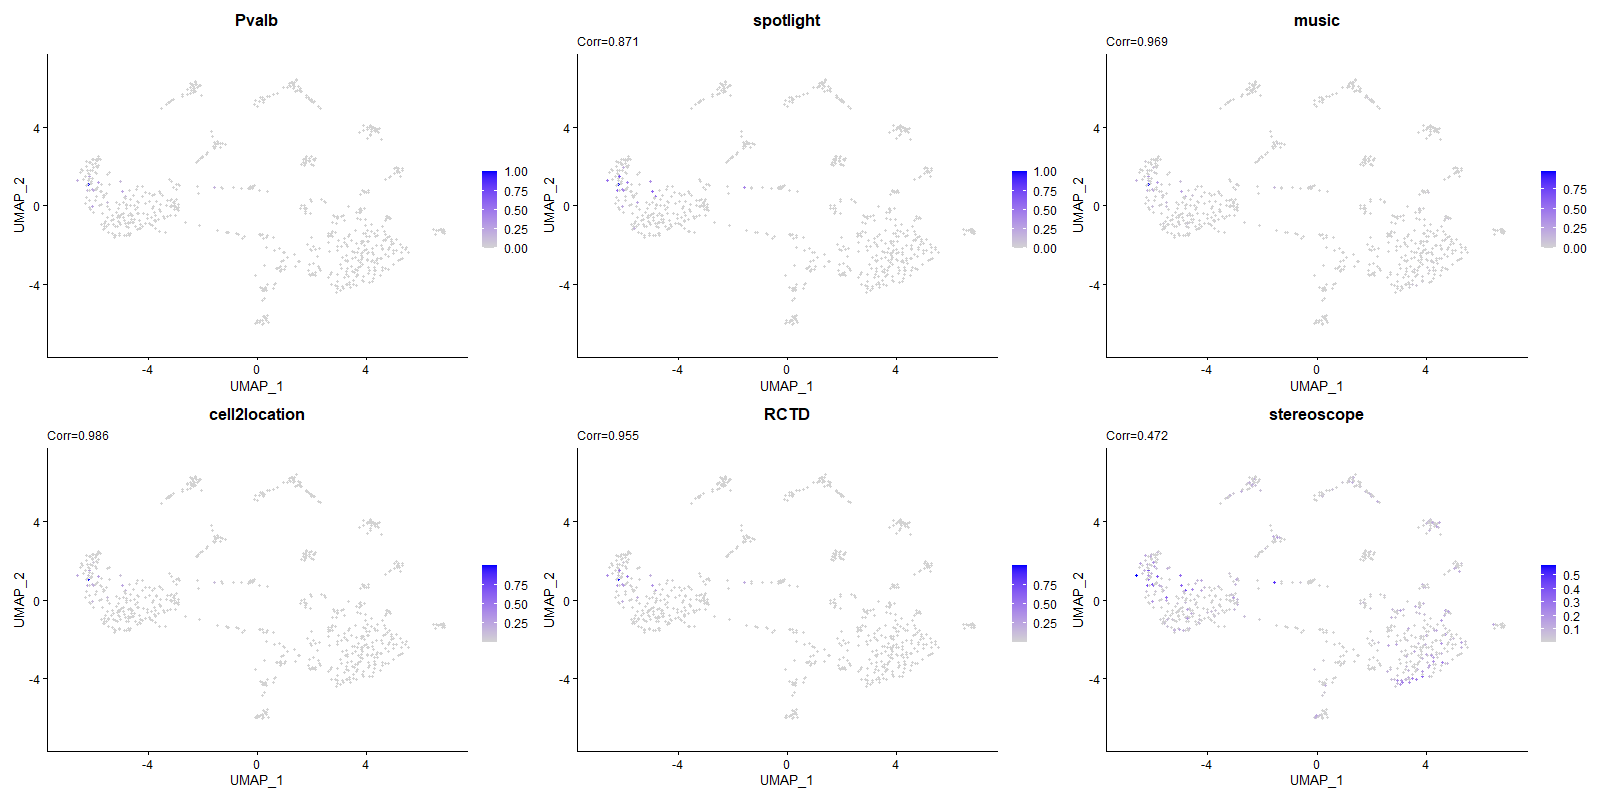 Pvalb
UMAP_2
4
0
-4
-4
0
4
UMAP_1
1.00
0.75
0.50
0.25
0.00
spotlight
Corr=0.871
UMAP_2
4
0
-4
-4
0
4
UMAP_1
1.00
0.75
0.50
0.25
0.00
music
Corr=0.969
UMAP_2
4
0
-4
-4
0
4
UMAP_1
0.75
0.50
0.25
0.00
cell2location
Corr=0.986
UMAP_2
4
0
-4
-4
0
4
UMAP_1
0.75
0.50
0.25
RCTD
Corr=0.955
UMAP_2
4
0
-4
-4
0
4
UMAP_1
0.75
0.50
0.25
0.00
stereoscope
Corr=0.472
UMAP_2
4
0
-4
-4
0
4
UMAP_1
0.5
0.4
0.3
0.2
0.1